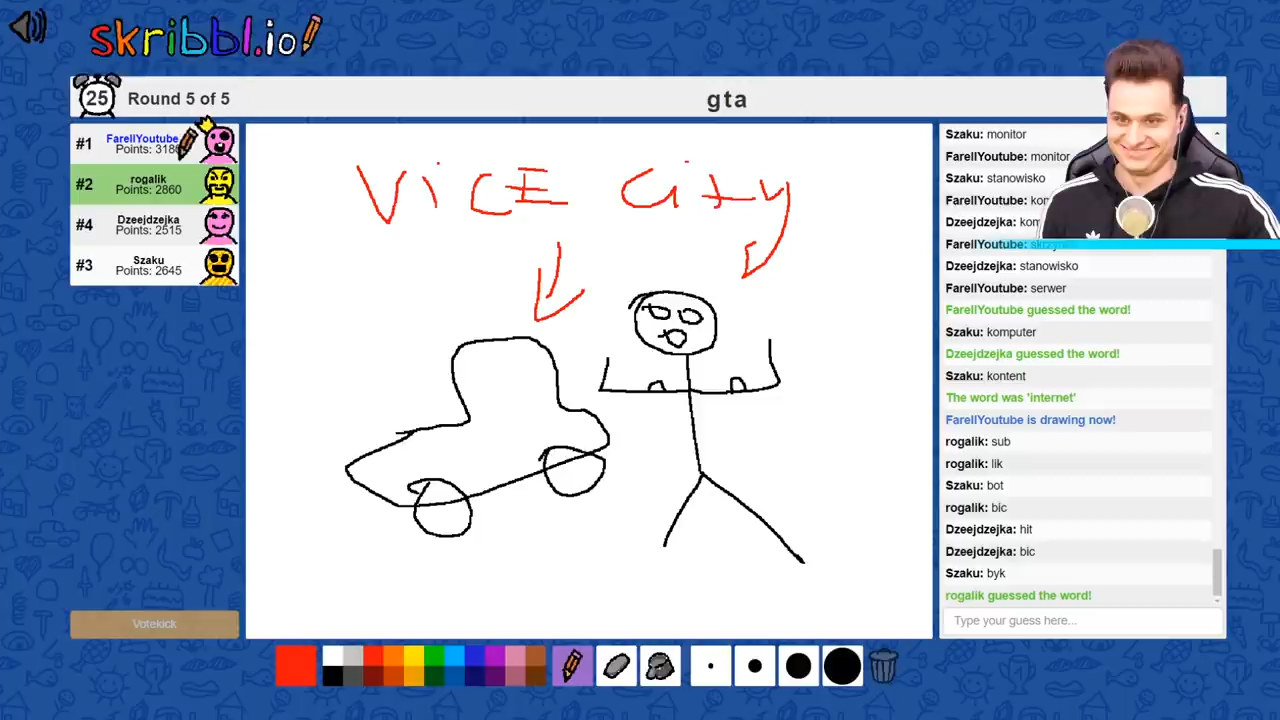 skribbl.io
25
Round 5 of 5
gta
#1
FarellYoutube
Points: 3186
#2
rogalik
Points: 2860
#4
Dzeejdzejka
Points: 2515
#3
Szaku
Points: 2645
Votekick
VicE City
Szaku: monitor
FarellYoutube: monitor
Szaku: stanowisko
FarellYoutube:
Dzeejdzejka:
FarellYoutube:
Dzeejdzejka: stanowisko
FarellYoutube: serwer
FarellYoutube guessed the word!
Szaku: komputer
Dzeejdzejka guessed the word!
Szaku: kontent
The word was 'internet'
FarellYoutube is drawing now!
rogalik: sub
rogalik: lik
Szaku: bot
rogalik: bic
Dzeejdzejka: hit
Dzeejdzejka: bic
Szaku: byk
rogalik guessed the word!
Type your guess here...